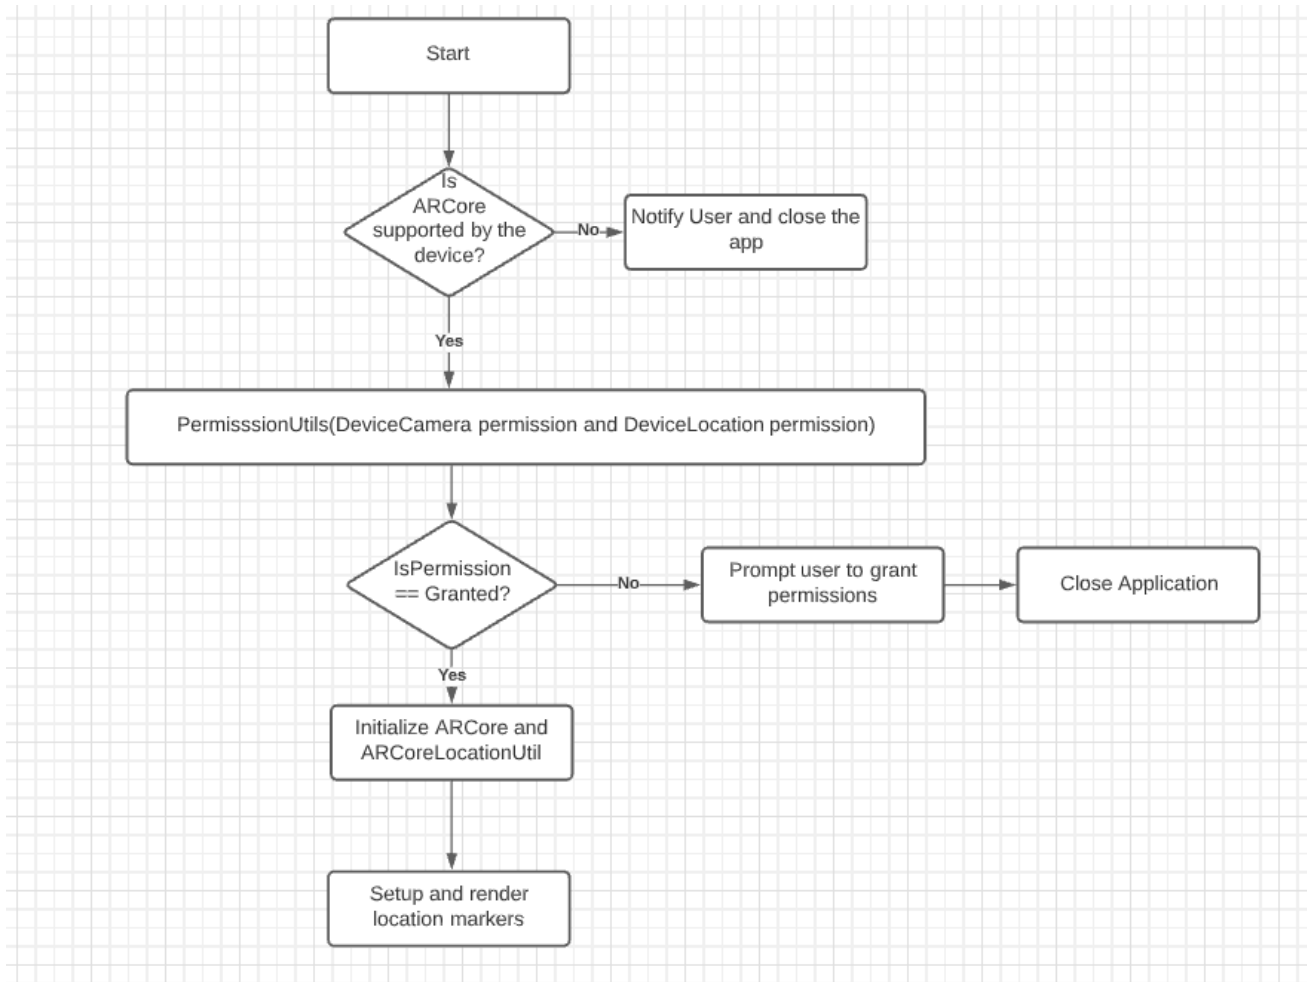 Start
Is
ARCore
supported by the
device?
No
Notify User and close the
app
Yes
PermisssionUtils(DeviceCamera permission and DeviceLocation permission)
IsPermission
== Granted?
No
Prompt user to grant
permissions
Close Application
Yes
Initialize ARCore and
ARCoreLocationUtil
Setup and render
location markers